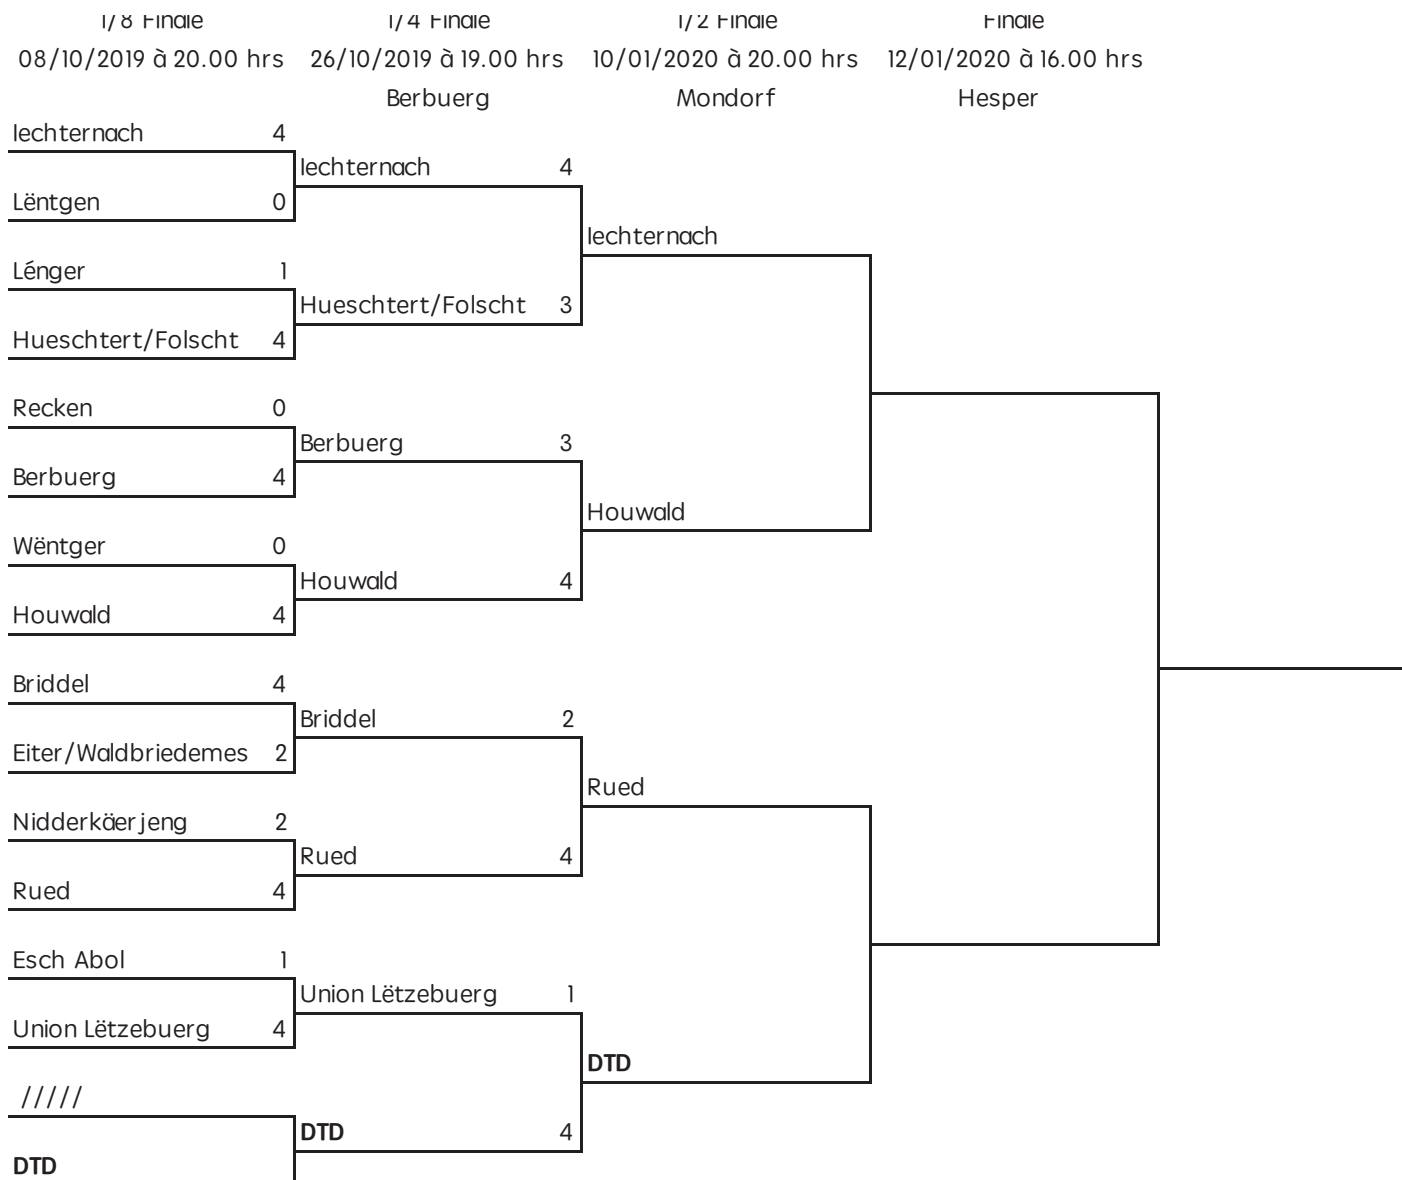 1/8 Finale 1/4 Finale 1/2 Finale Finale
08/10/2019 à 20.00 hrs 26/10/2019 à 19.00 hrs 10/01/2020 à 20.00 hrs 12/01/2020 à 16.00 hrs
Berbuerg Mondorf Hesper
Iechternach 4
Iechternach 4
Lëntgen 0
Iechternach
Lénger 1
Hueschtert/Folscht 3
Hueschtert/Folscht 4
Recken 0
Berbuerg 3
Berbuerg 4
Houwald
Wëntger 0
Houwald 4
Houwald 4
Briddel 4
Briddel 2
Eiter/Waldbriedemes 2
Rued
Nidderkäerjeng 2
Rued 4
Rued 4
Esch Abol 1
Union Lëtzebuerg 1
Union Lëtzebuerg 4
DTD
/////
DTD 4
DTD